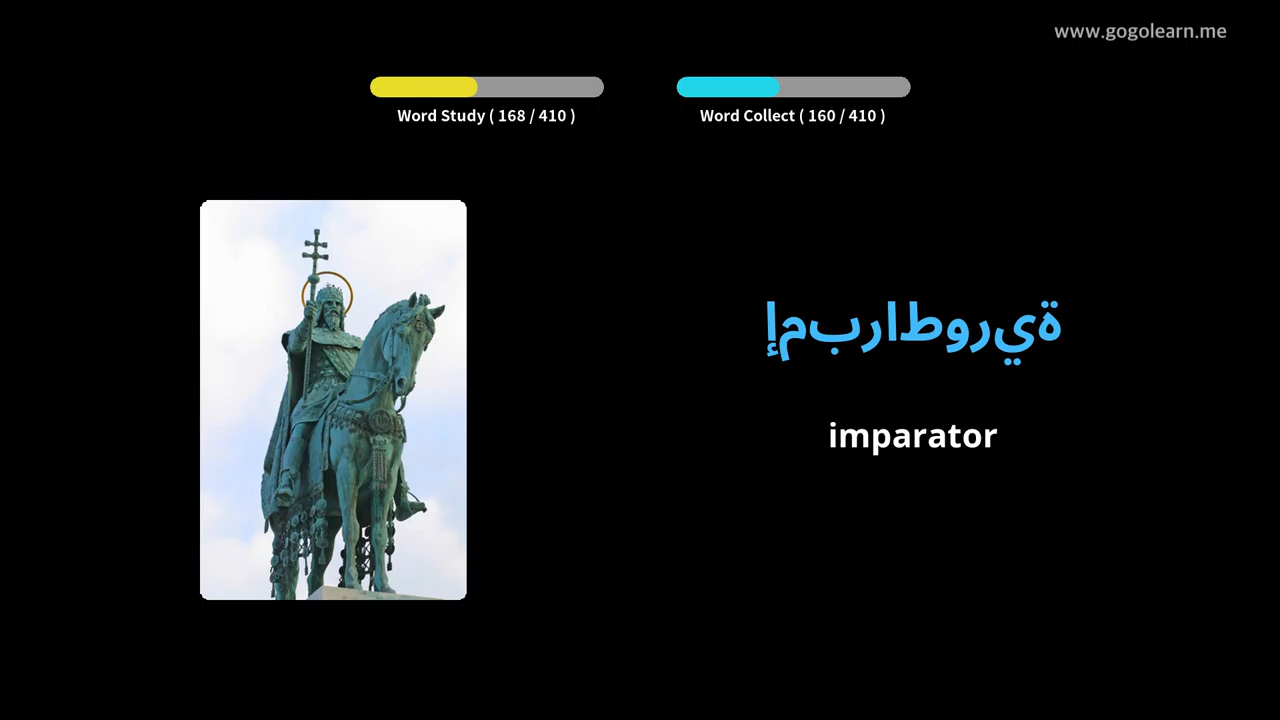 www.gogolearn.me
Word Study ( 168 / 410 )
Word Collect ( 160 / 410 )
إمبراطورية
imparator